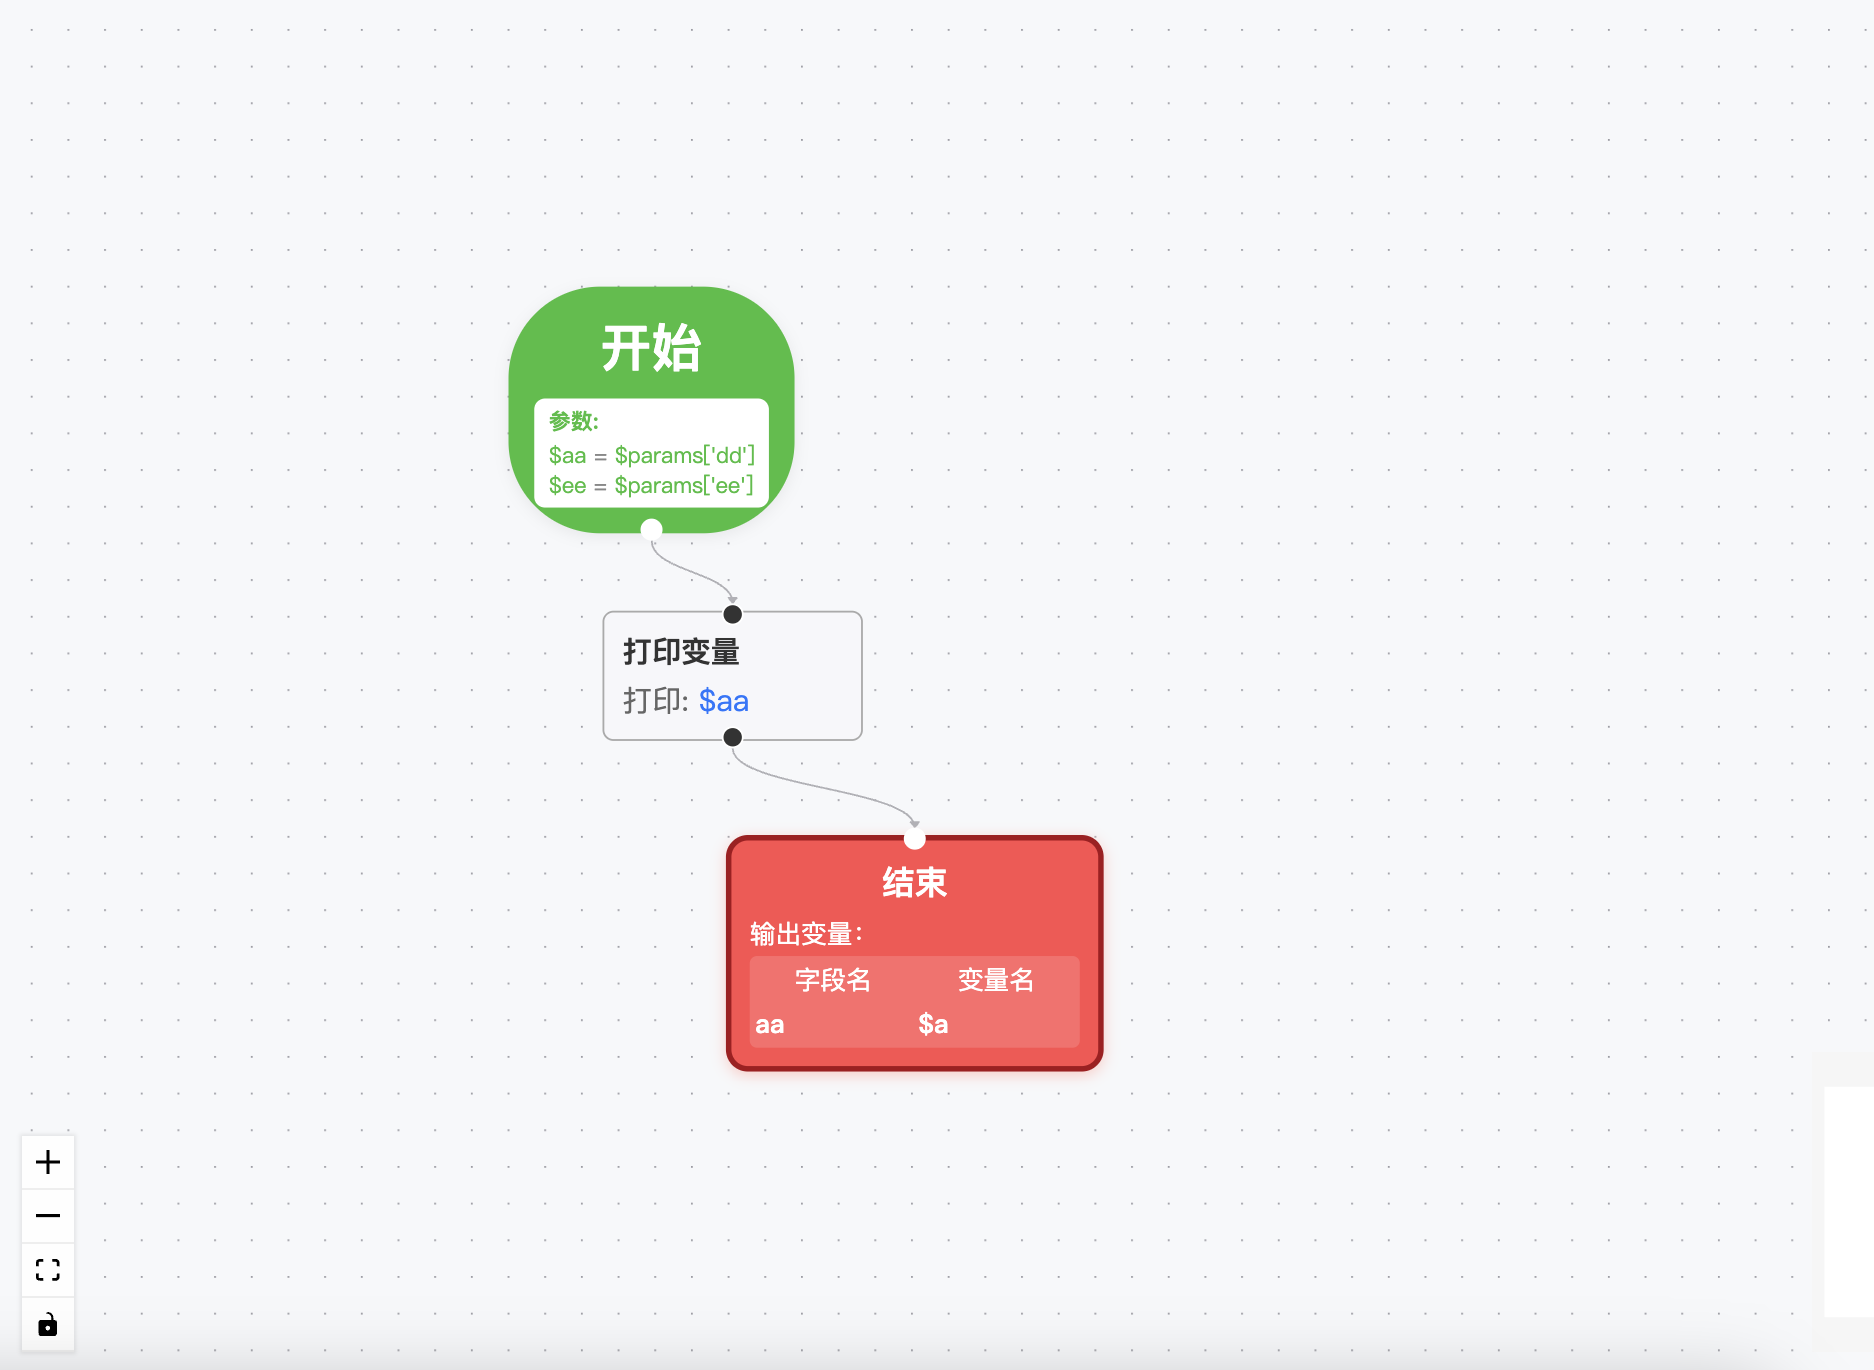 开始
参数:
$aa = $params['dd']
$ee = $params['ee']
打印变量
打印: $aa
结束
输出变量：
字段名 变量名
aa $a